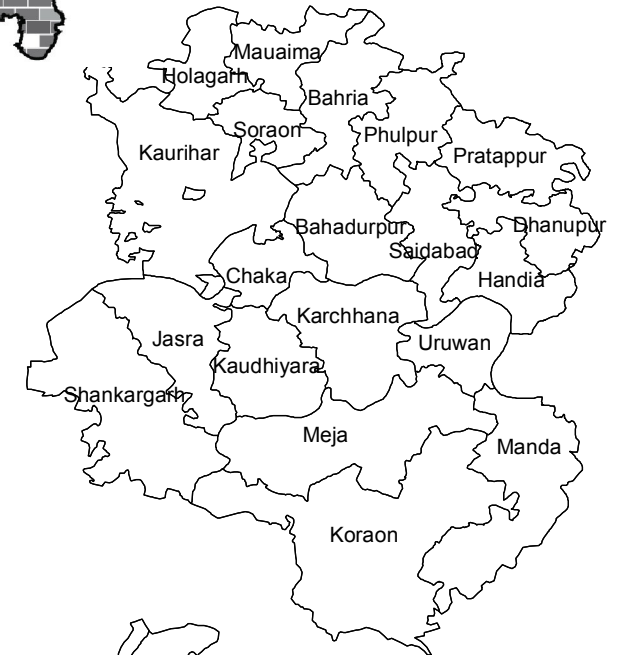 Mauaima
Holagarh
Bahria
Soraon
Phulpur
Kaurihar
Pratappur
Bahadurpur
Dhanupur
Saidabad
Chaka
Handia
Karchhana
Jasra
Uruwan
Kaudhiyara
Shankargarh
Meja
Manda
Koraon